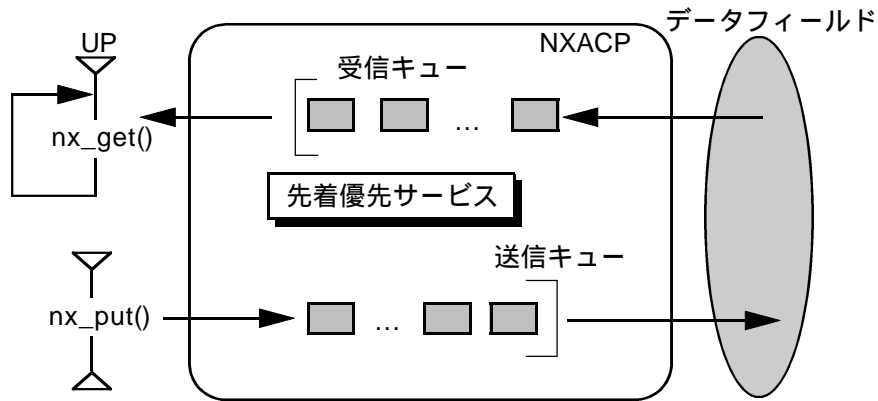 データフィールド
UP
NXACP
受信キュー
...
nx_get()
先着優先サービス
送信キュー
nx_put()
...